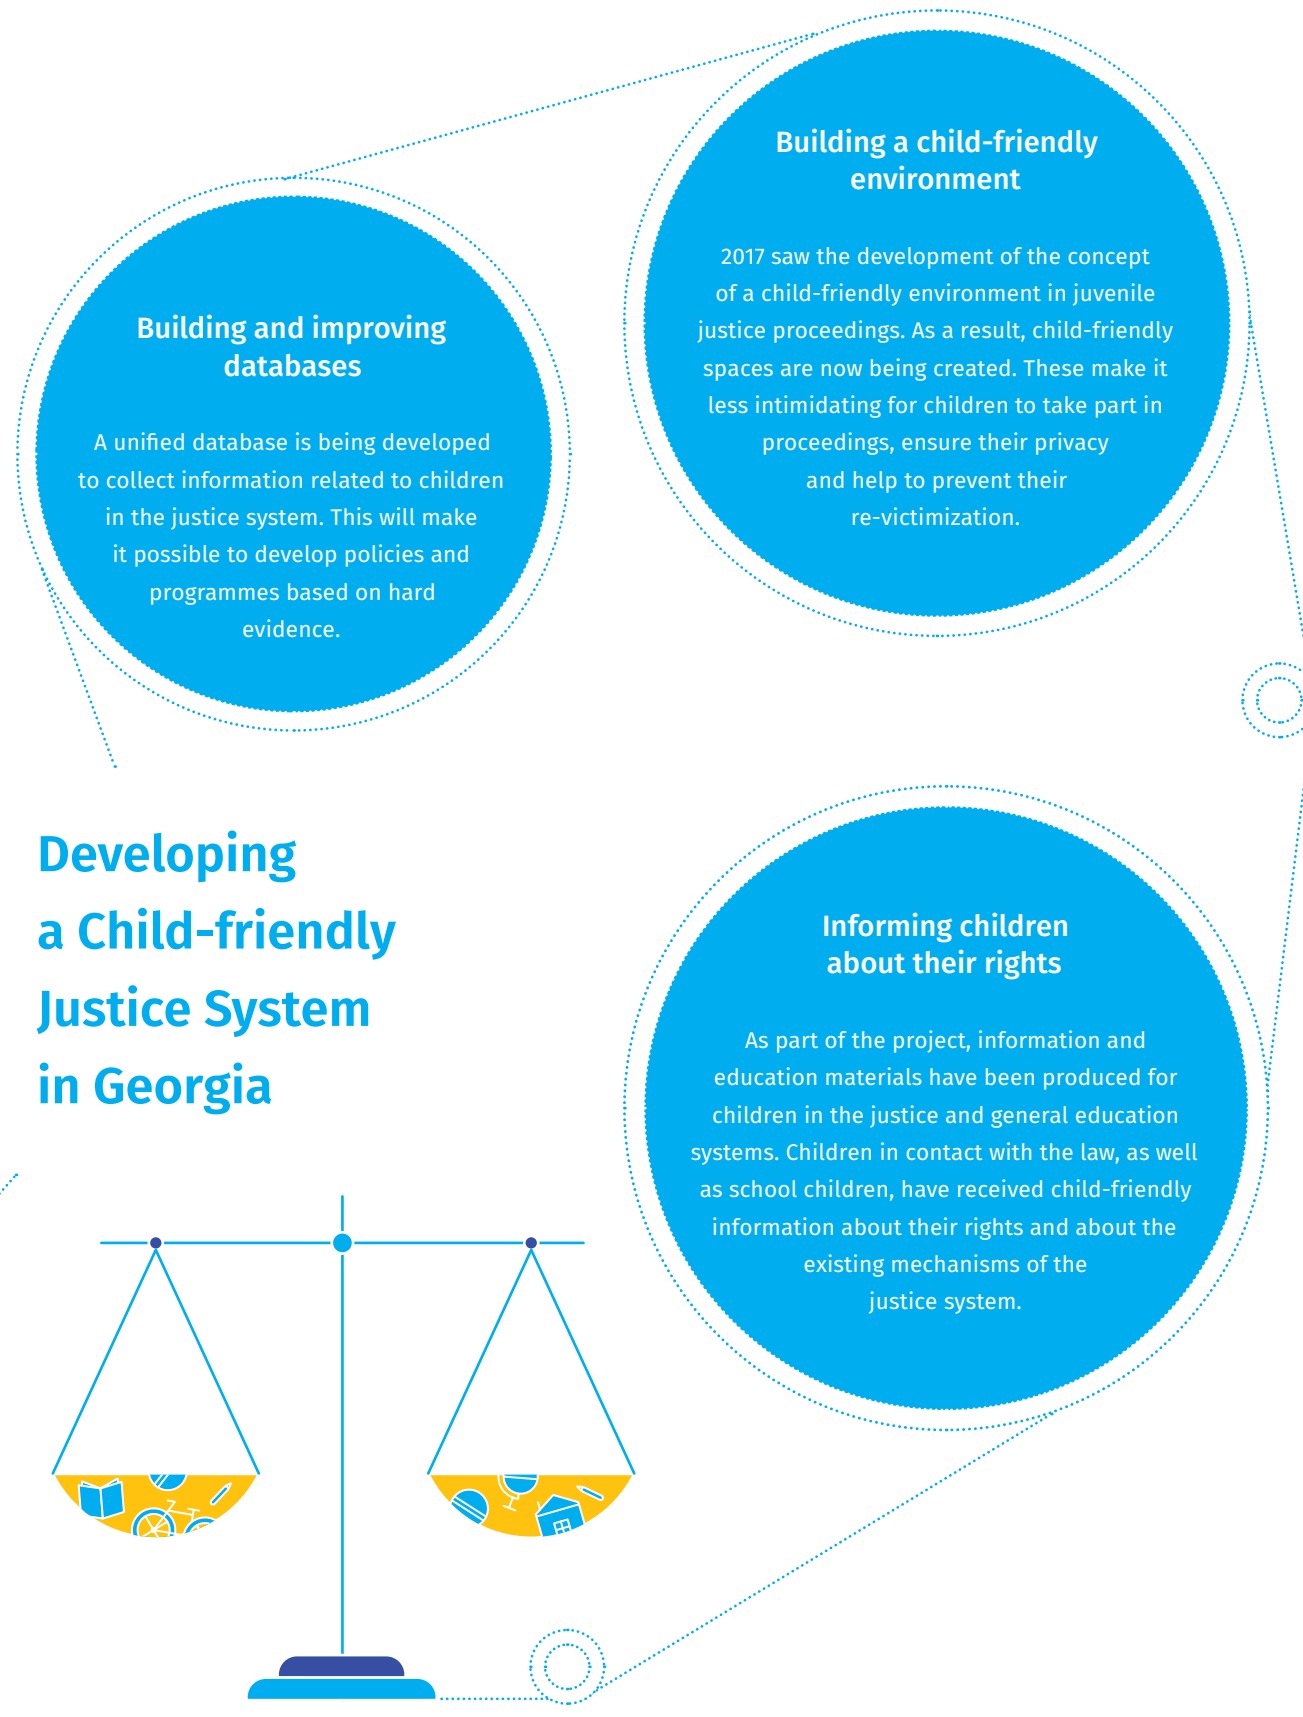 Building a child-friendly
environment
2017 saw the development of the concept
of a child-friendly environment in juvenile
justice proceedings. As a result, child-friendly
spaces are now being created. These make it
less intimidating for children to take part in
proceedings, ensure their privacy
and help to prevent their
re-victimization.
Building and improving
databases
A unified database is being developed
to collect information related to children
in the justice system. This will make
it possible to develop policies and
programmes based on hard
evidence.
Developing
a Child-friendly
Justice System
in Georgia
Informing children
about their rights
As part of the project, information and
education materials have been produced for
children in the justice and general education
systems. Children in contact with the law, as well
as school children, have received child-friendly
information about their rights and about the
existing mechanisms of the
justice system.